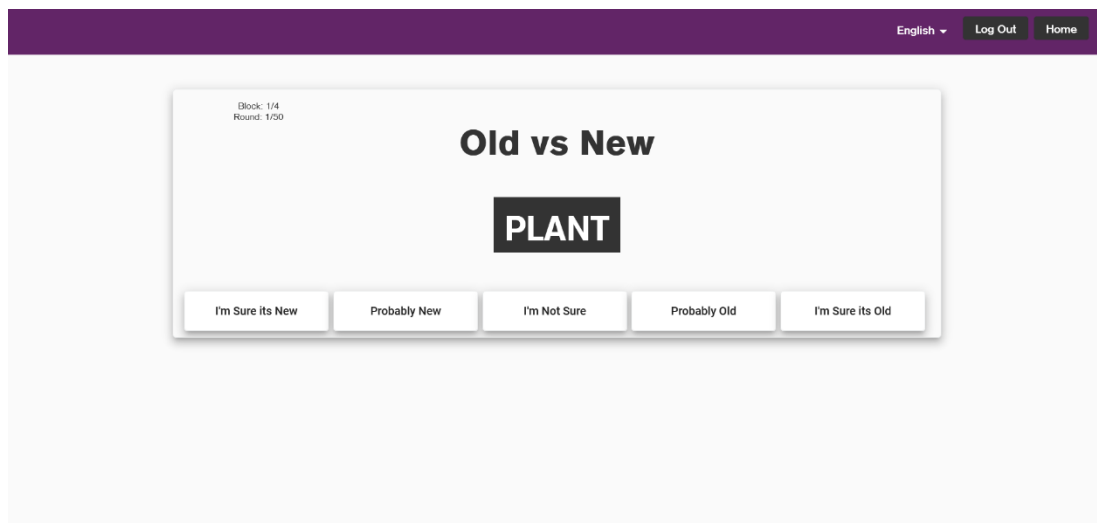 English
Log Out
Home
Block: 1/4
Round: 1/50
Old vs New
PLANT
I'm Sure its New
Probably New
I'm Not Sure
Probably Old
I'm Sure its Old